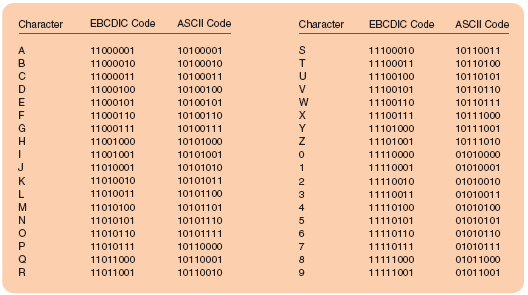 Character EBCDIC Code ASCII Code Character EBCDIC Code ASCII Code
A 11000001 10100001 S 11100010 10110011
B 11000010 10100010 T 11100011 10110100
C 11000011 10100011 U 11100100 10110101
D 11000100 10100100 V 11100101 10110110
E 11000101 10100101 W 11100110 10110111
F 11000110 10100110 X 11100111 10111000
G 11000111 10100111 Y 11101000 10111001
H 11001000 10101000 Z 11101001 10111010
I 11001001 10101001 0 11110000 01010000
J 11010001 10101010 1 11110001 01010001
K 11010010 10101011 2 11110010 01010010
L 11010011 10101100 3 11110011 01010011
M 11010100 10101101 4 11110100 01010100
N 11010101 10101110 5 11110101 01010101
O 11010110 10101111 6 11110110 01010110
P 11010111 10110000 7 11110111 01010111
Q 11011000 10110001 8 11111000 01011000
R 11011001 10110010 9 11111001 01011001